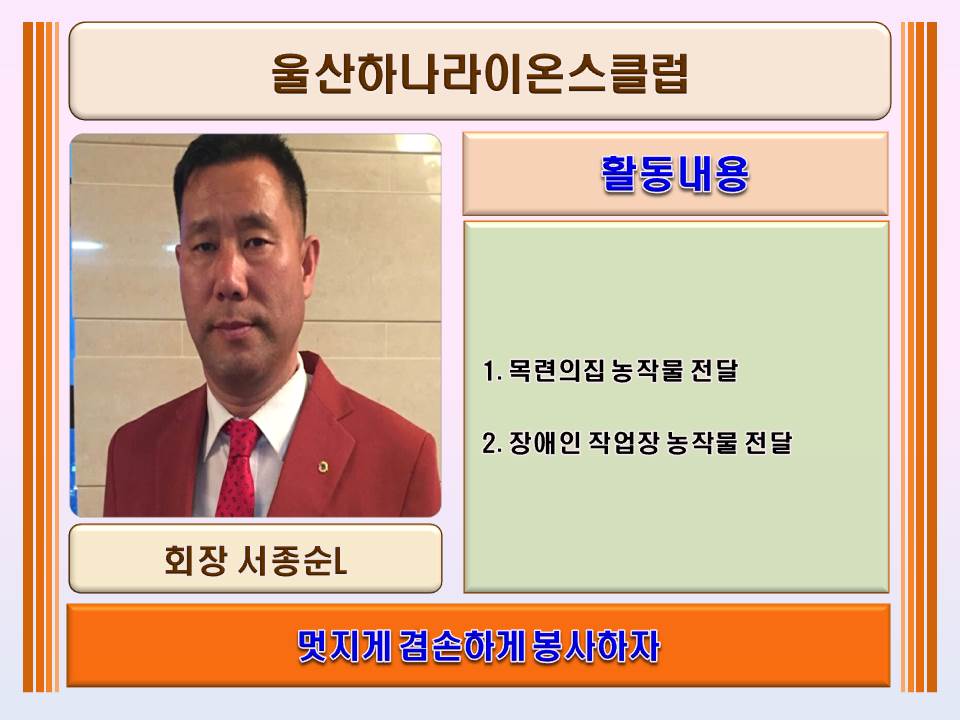 울산하나라이온스클럽
활동내용
1. 목련의집 농작물 전달
2. 장애인 작업장 농작물 전달
회장 서종순L
멋지게 겸손하게 봉사하자